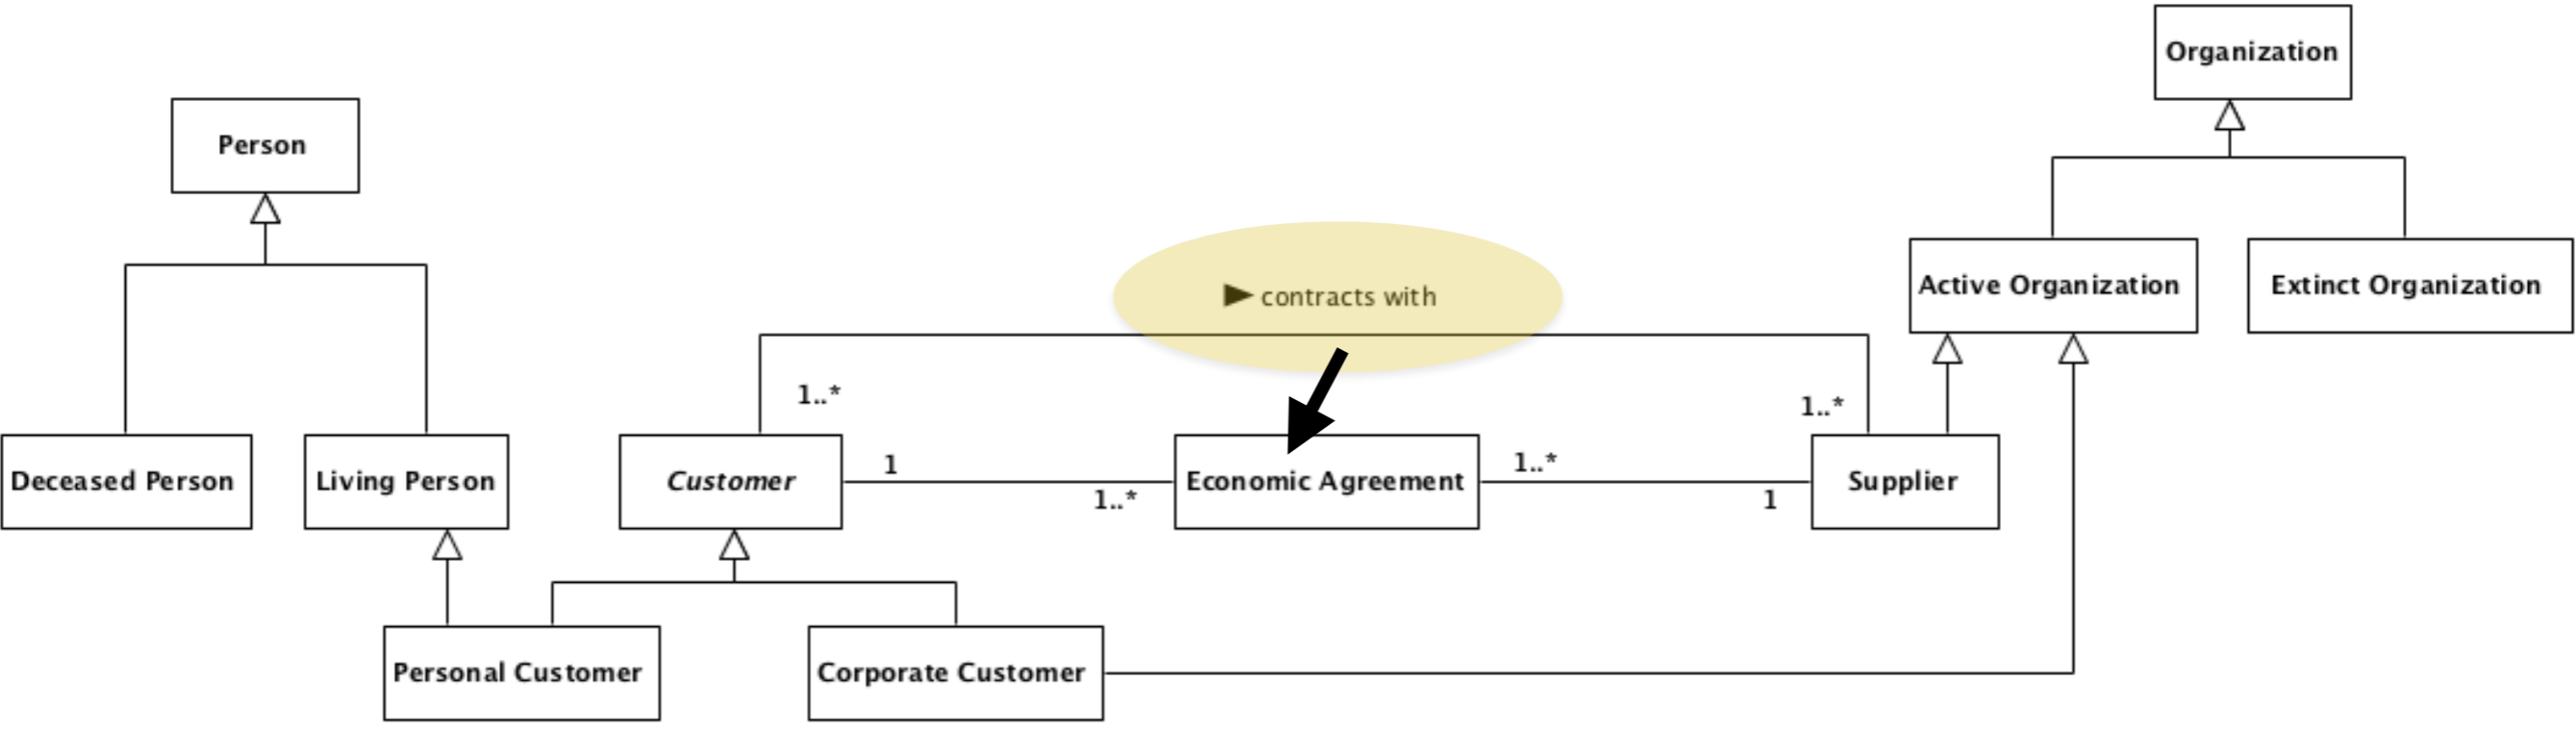 Organization
Person
Active Organization
Extinct Organization
► contracts with
1..*
1..*
Deceased Person
Living Person
Customer
1
1..*
Economic Agreement
1..*
1
Supplier
Personal Customer
Corporate Customer